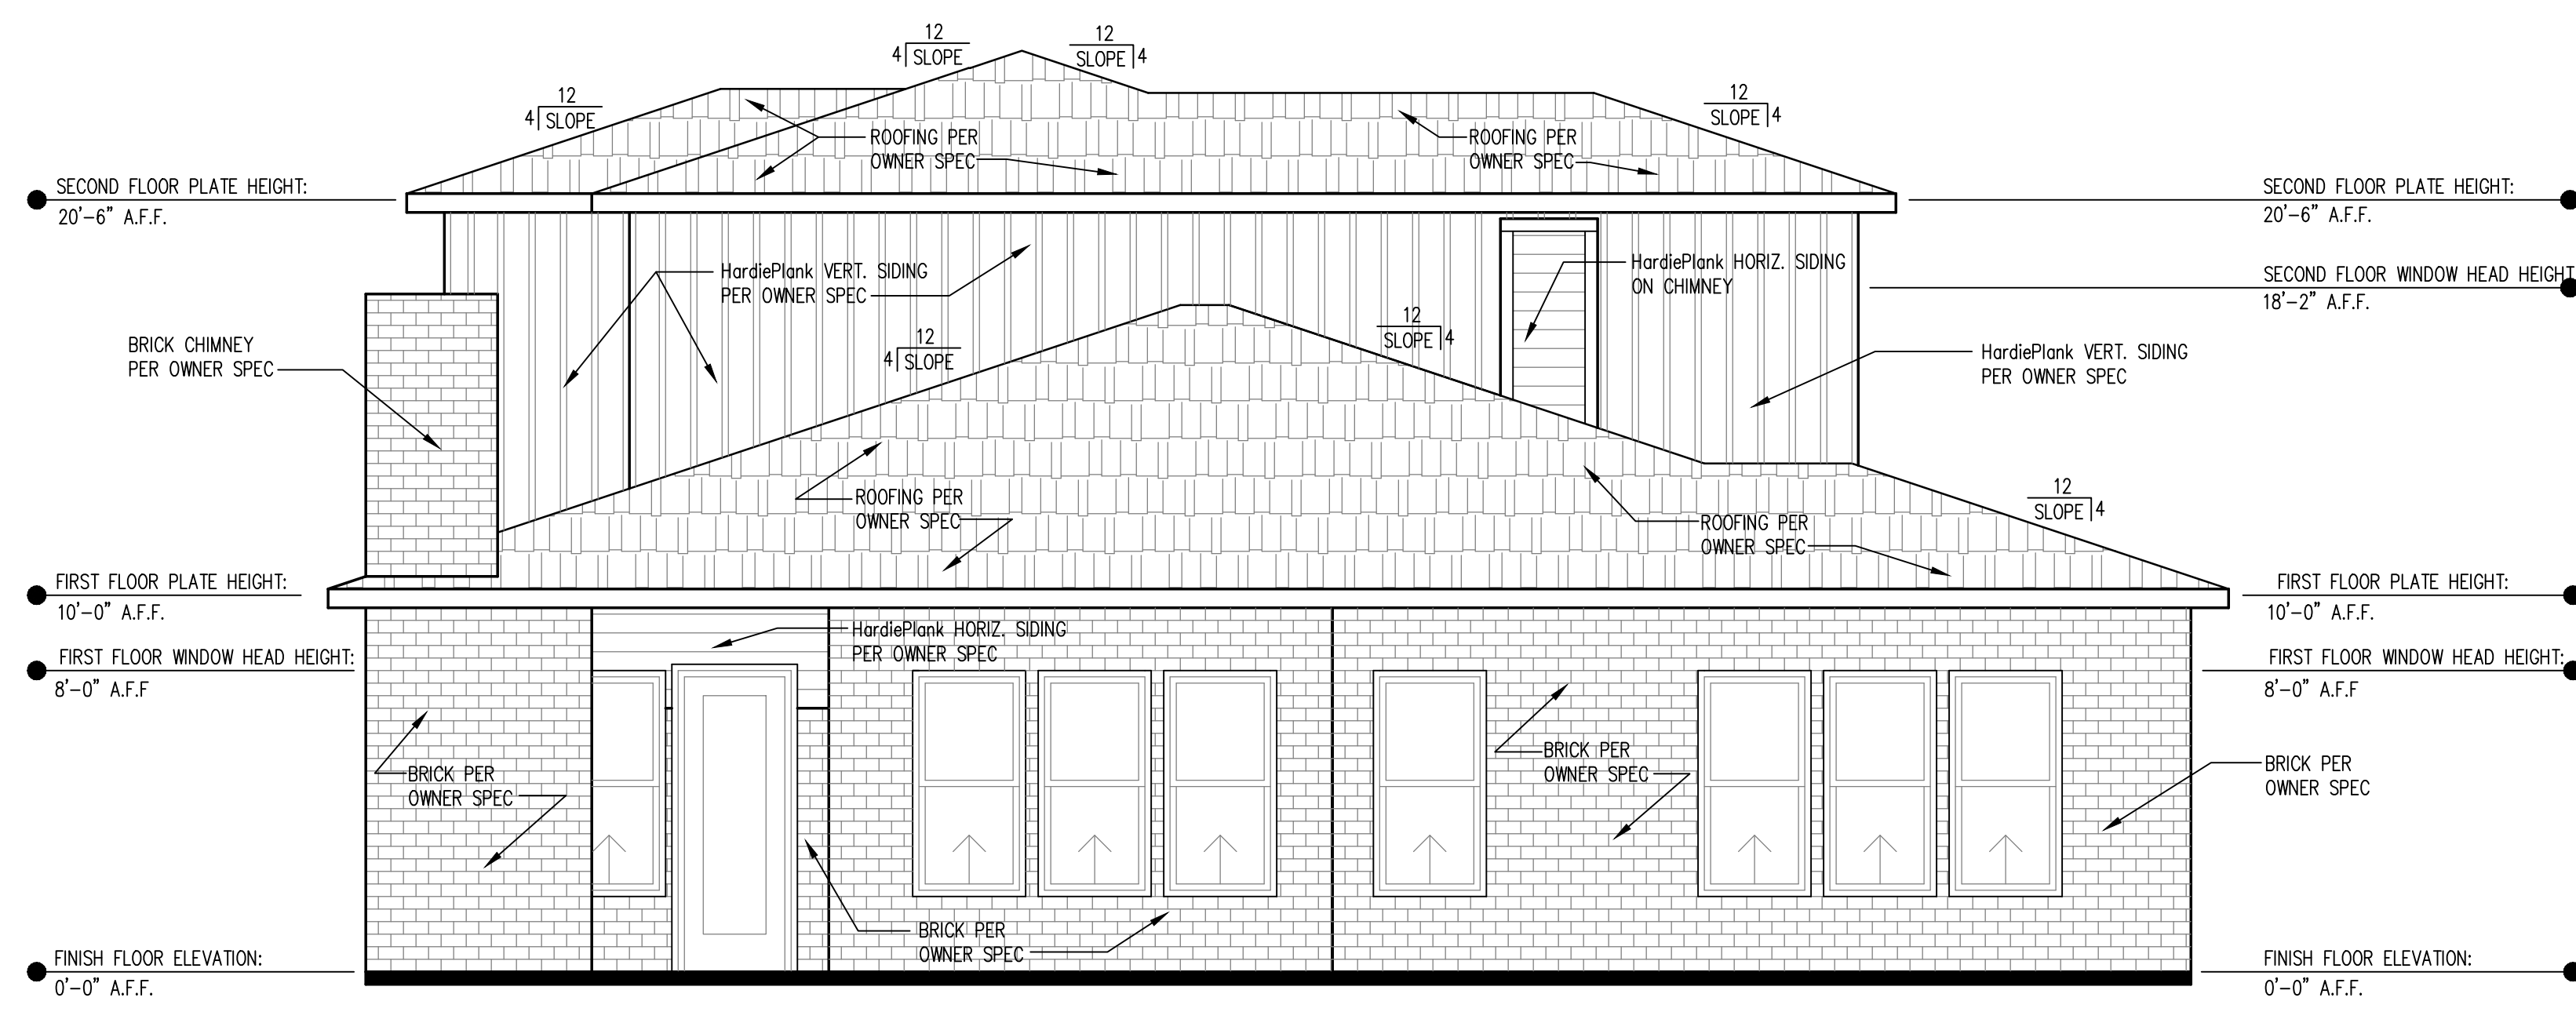 12
4 SLOPE
12
SLOPE 4
12
4 SLOPE
12
SLOPE 4
ROOFING PER
OWNER SPEC
ROOFING PER
OWNER SPEC
SECOND FLOOR PLATE HEIGHT:
20'-6" A.F.F.
SECOND FLOOR PLATE HEIGHT:
20'-6" A.F.F.
HardiePlank VERT. SIDING
PER OWNER SPEC
HardiePlank HORIZ. SIDING
ON CHIMNEY
SECOND FLOOR WINDOW HEAD HEIGHT
18'-2" A.F.F.
12
4 SLOPE
12
SLOPE 4
BRICK CHIMNEY
PER OWNER SPEC
HardiePlank VERT. SIDING
PER OWNER SPEC
ROOFING PER
OWNER SPEC
ROOFING PER
OWNER SPEC
12
SLOPE 4
FIRST FLOOR PLATE HEIGHT:
10'-0" A.F.F.
FIRST FLOOR PLATE HEIGHT:
10'-0" A.F.F.
HardiePlank HORIZ. SIDING
PER OWNER SPEC
FIRST FLOOR WINDOW HEAD HEIGHT:
8'-0" A.F.F
FIRST FLOOR WINDOW HEAD HEIGHT:
8'-0" A.F.F
BRICK PER
OWNER SPEC
BRICK PER
OWNER SPEC
BRICK PER
OWNER SPEC
BRICK PER
OWNER SPEC
FINISH FLOOR ELEVATION:
0'-0" A.F.F.
FINISH FLOOR ELEVATION:
0'-0" A.F.F.